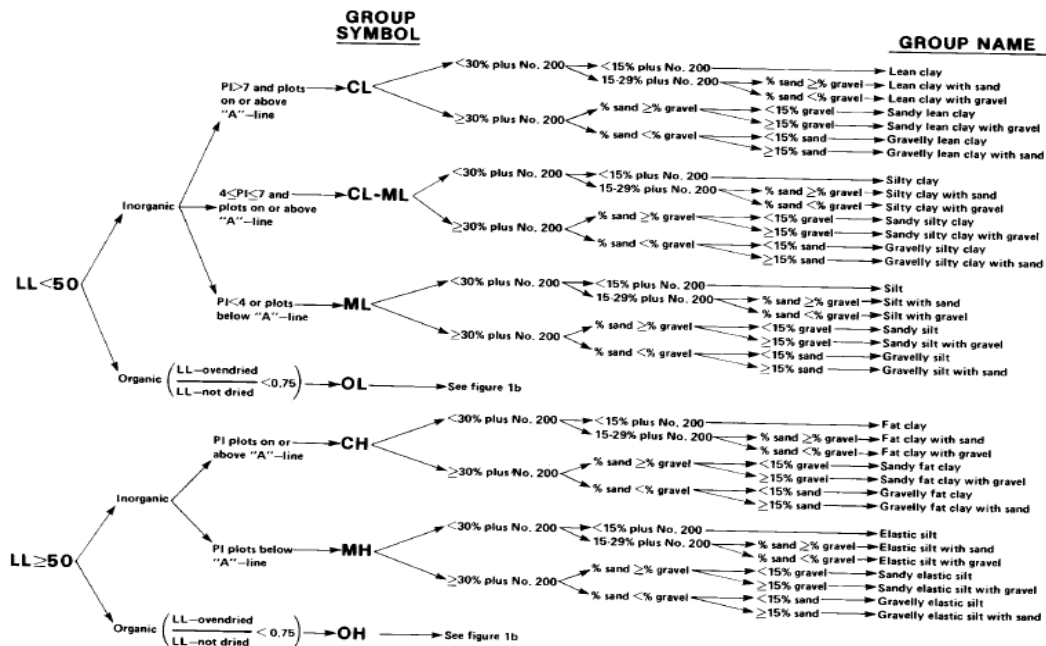 GROUP
SYMBOL
GROUP NAME
LL<50
Inorganic
PI>7 and plots
on or above
"A"–line
CL
<30% plus No. 200
<15% plus No. 200
Lean clay
15-29% plus No. 200
% sand ≥% gravel
Lean clay with sand
% sand <% gravel
Lean clay with gravel
≥30% plus No. 200
% sand ≥% gravel
<15% gravel
Sandy lean clay
≥15% gravel
Sandy lean clay with gravel
% sand <% gravel
<15% sand
Gravelly lean clay
≥15% sand
Gravelly lean clay with sand
4≤PI≤7 and
plots on or above
"A"–line
CL-ML
<30% plus No. 200
<15% plus No. 200
Silty clay
15-29% plus No. 200
% sand ≥% gravel
Silty clay with sand
% sand <% gravel
Silty clay with gravel
≥30% plus No. 200
% sand ≥% gravel
<15% gravel
Sandy silty clay
≥15% gravel
Sandy silty clay with gravel
% sand <% gravel
<15% sand
Gravelly silty clay
≥15% sand
Gravelly silty clay with sand
PI<4 or plots
below "A"–line
ML
<30% plus No. 200
<15% plus No. 200
Silt
15-29% plus No. 200
% sand ≥% gravel
Silt with sand
% sand <% gravel
Silt with gravel
≥30% plus No. 200
% sand ≥% gravel
<15% gravel
Sandy silt
≥15% gravel
Sandy silt with gravel
% sand <% gravel
<15% sand
Gravelly silt
≥15% sand
Gravelly silt with sand
Organic
LL–ovendried
LL–not dried
<0.75
OL
See figure 1b
LL≥50
Inorganic
PI plots on or
above "A"–line
CH
<30% plus No. 200
<15% plus No. 200
Fat clay
15-29% plus No. 200
% sand ≥% gravel
Fat clay with sand
% sand <% gravel
Fat clay with gravel
≥30% plus No. 200
% sand ≥% gravel
<15% gravel
Sandy fat clay
≥15% gravel
Sandy fat clay with gravel
% sand <% gravel
<15% sand
Gravelly fat clay
≥15% sand
Gravelly fat clay with sand
PI plots below
"A"–line
MH
<30% plus No. 200
<15% plus No. 200
Elastic silt
15-29% plus No. 200
% sand ≥% gravel
Elastic silt with sand
% sand <% gravel
Elastic silt with gravel
≥30% plus No. 200
% sand ≥% gravel
<15% gravel
Sandy elastic silt
≥15% gravel
Sandy elastic silt with gravel
% sand <% gravel
<15% sand
Gravelly elastic silt
≥15% sand
Gravelly elastic silt with sand
Organic
LL–ovendried
LL–not dried
<0.75
OH
See figure 1b